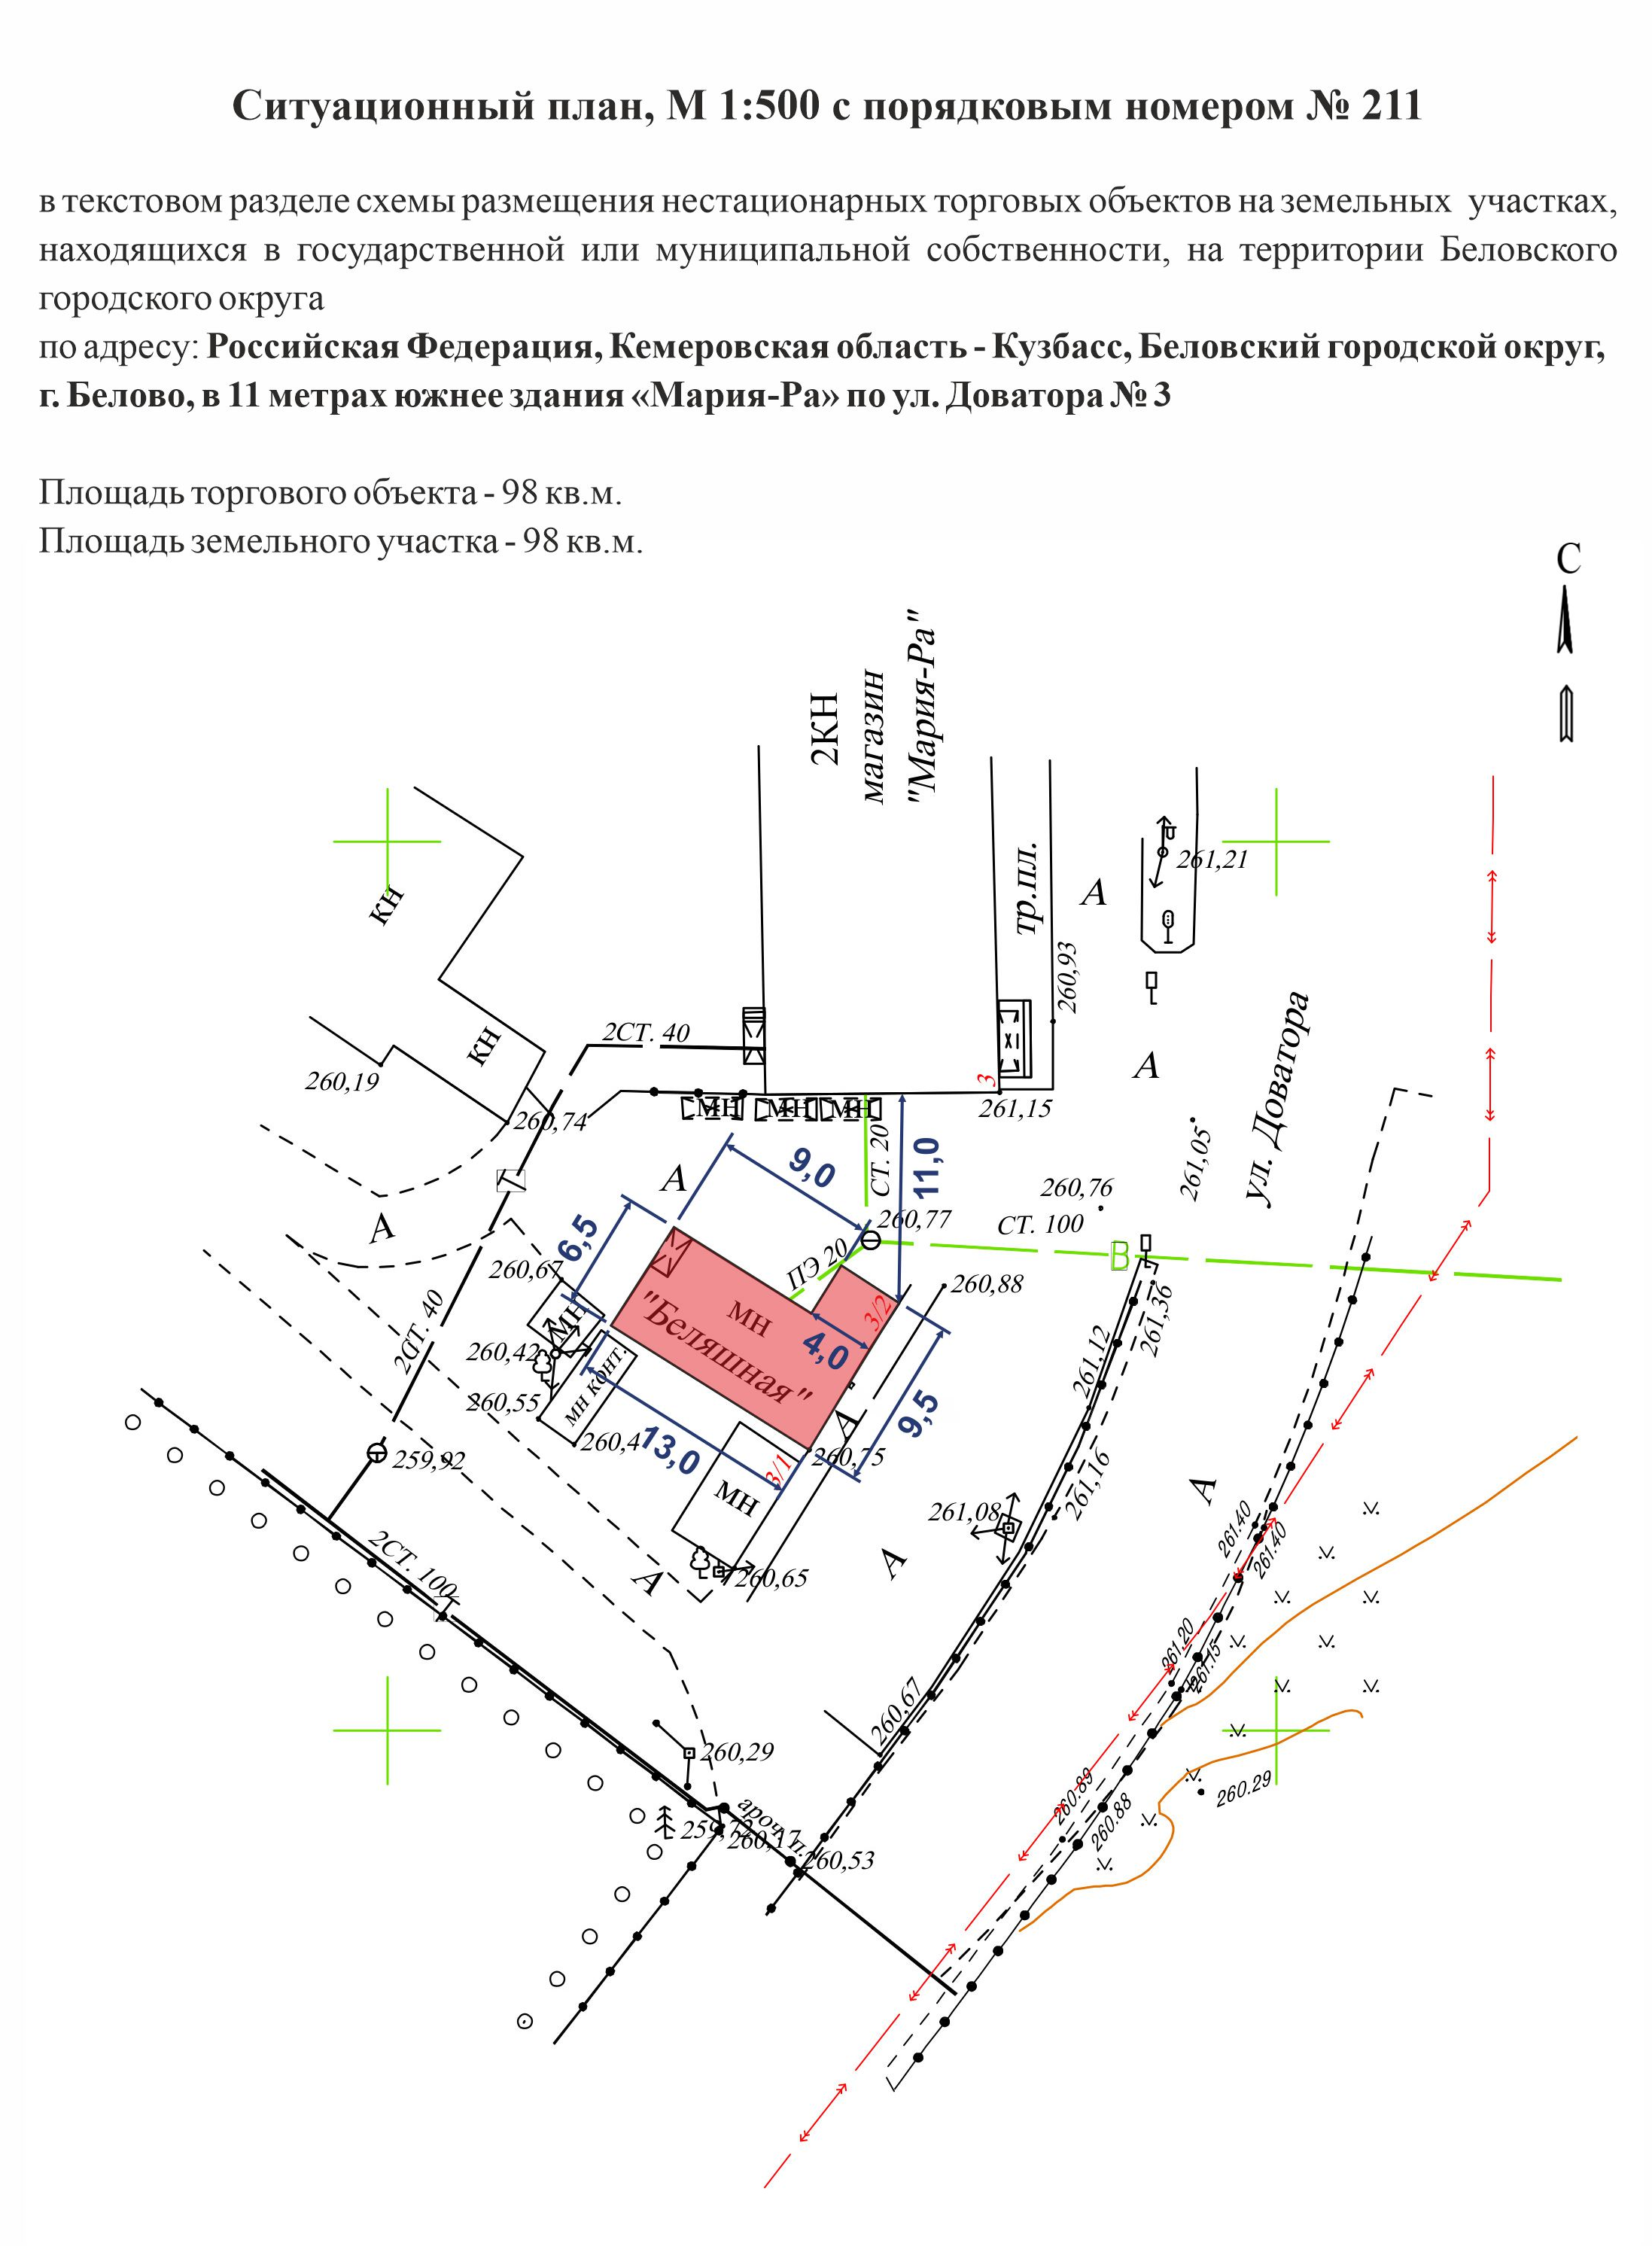 Ситуационный план, М 1:500 с порядковым номером № 211
в текстовом разделе схемы размещения нестационарных торговых объектов на земельных участках,
находящихся в государственной или муниципальной собственности, на территории Беловского
городского округа
по адресу: Российская Федерация, Кемеровская область - Кузбасс, Беловский городской округ,
г. Белово, в 11 метрах южнее здания «Мария-Ра» по ул. Доватора № 3
Площадь торгового объекта - 98 кв.м.
Площадь земельного участка - 98 кв.м.
С
2КН
магазин
"Мария-Ра"
тр.пл.
А
261,21
КН
260,93
КН
2СТ. 40
260,19
3
А
ул. Доватора
260,74
МН
МН
МН
261,15
СТ. 20
11,0
9,0
261,05
А
260,76
А
6,5
260,77
СТ. 100
В
ПЭ 20
260,67
260,88
261,36
МН
МН
"Беляшная"
3/2
4,0
2СТ. 40
260,42
МН КОНТ.
261,12
260,55
9,5
А
260,4
13,0
260,75
259,92
3/1
МН
261,16
А
261,08
261.40
261.40
2СТ. 100
А
260,65
А
261.20
261.15
260,67
260,29
260.89
260.29
260.88
ароч. п.
259,72
260,17
260,53